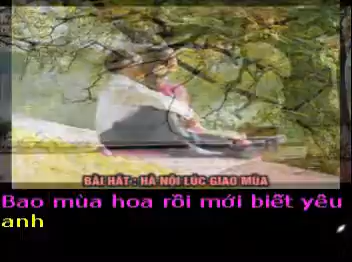 BÀI HÁT : HÀ NỘI LÚC GIAO MÙA
Bao mùa hoa rồi mới biết yêu
anh